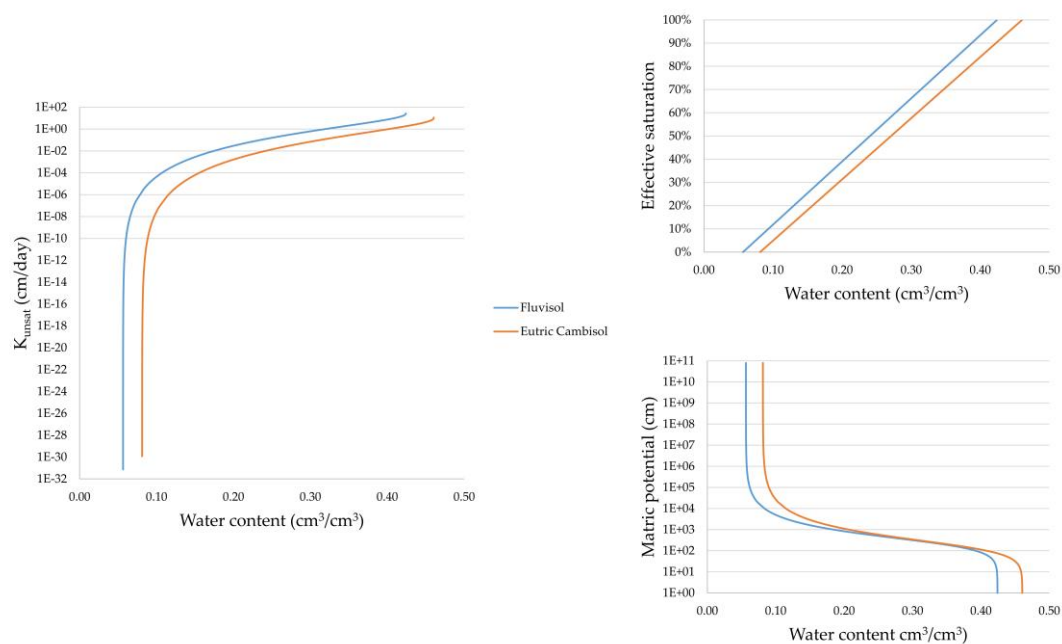 1E+02
1E+00
1E-02
1E-04
1E-06
1E-08
1E-10
1E-12
1E-14
1E-16
1E-18
1E-20
1E-22
1E-24
1E-26
1E-28
1E-30
1E-32
K_unsat (cm/day)
0.00 0.10 0.20 0.30 0.40 0.50
Water content (cm³/cm³)
Fluvisol
Eutric Cambisol
100%
90%
80%
70%
60%
50%
40%
30%
20%
10%
0%
Effective saturation
0.00 0.10 0.20 0.30 0.40 0.50
Water content (cm³/cm³)
1E+11
1E+10
1E+09
1E+08
1E+07
1E+06
1E+05
1E+04
1E+03
1E+02
1E+01
1E+00
Matric potential (cm)
0.00 0.10 0.20 0.30 0.40 0.50
Water content cm³/cm³)